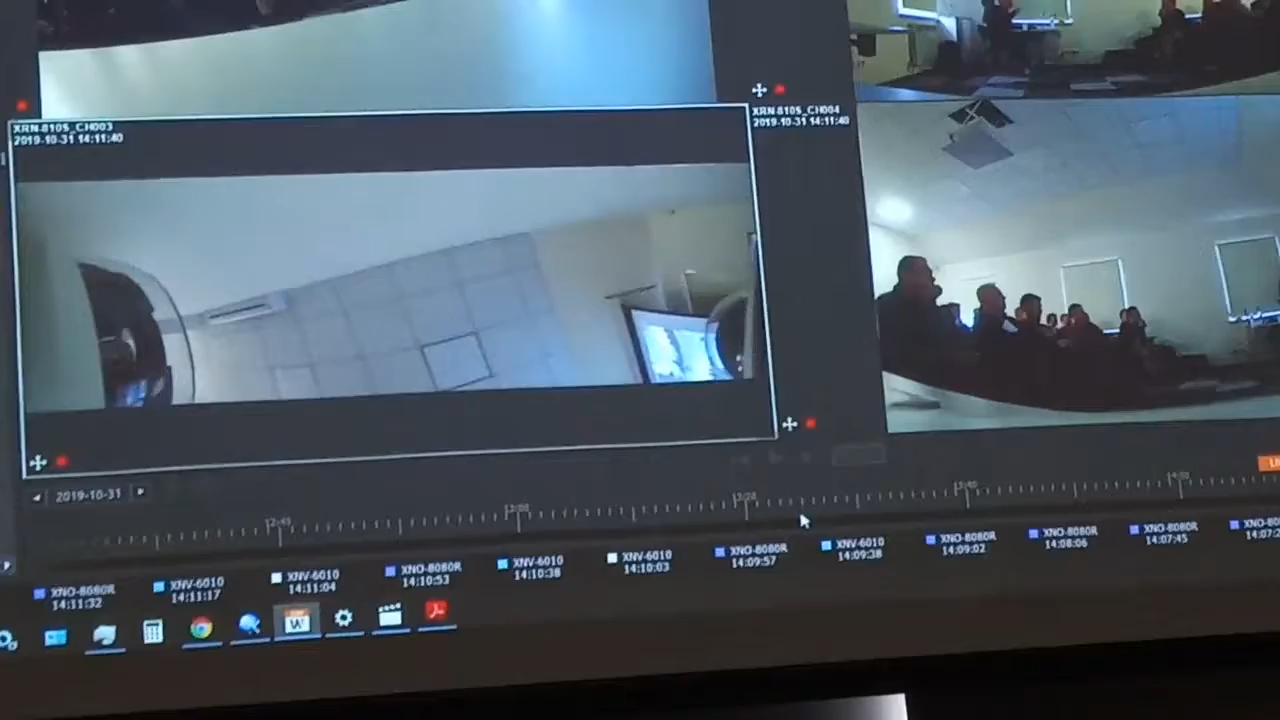 XRN-810S_CH003
2019-10-31 14:11:40
XRN-810S_CH004
2019-10-31 14:11:40
2019-10-31
XNO-8080R
14:11:32
XNV-6010
14:11:17
XNV-6010
14:11:04
XNO-8080R
14:10:53
XNV-6010
14:10:38
XNV-6010
14:10:03
XNO-8080R
14:09:57
XNV-6010
14:09:38
XNO-8080R
14:09:02
XNO-8080R
14:08:06
XNO-8080R
14:07:45
W